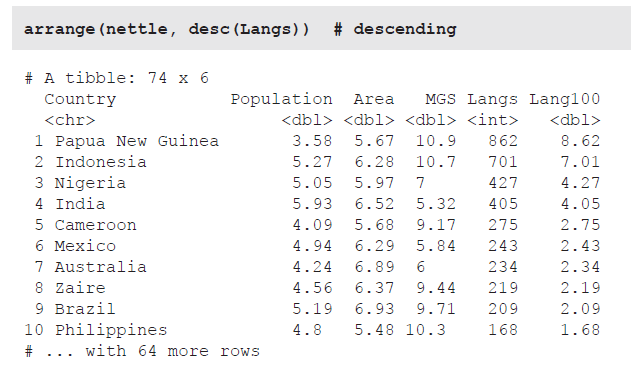 arrange(nettle, desc(Langs))  # descending
# A tibble: 74 x 6
   Country           Population  Area   MGS Langs Lang100
   <chr>                  <dbl> <dbl> <dbl> <int>   <dbl>
 1 Papua New Guinea       3.58  5.67  10.9    862    8.62
 2 Indonesia              5.27  6.28  10.7    701    7.01
 3 Nigeria                5.05  5.97  7       427    4.27
 4 India                  5.93  6.52  5.32    405    4.05
 5 Cameroon               4.09  5.68  9.17    275    2.75
 6 Mexico                 4.94  6.29  5.84    243    2.43
 7 Australia              4.24  6.89  6       234    2.34
 8 Zaire                  4.56  6.37  9.44    219    2.19
 9 Brazil                 5.19  6.93  9.71    209    2.09
10 Philippines            4.8   5.48 10.3     168    1.68
# ... with 64 more rows